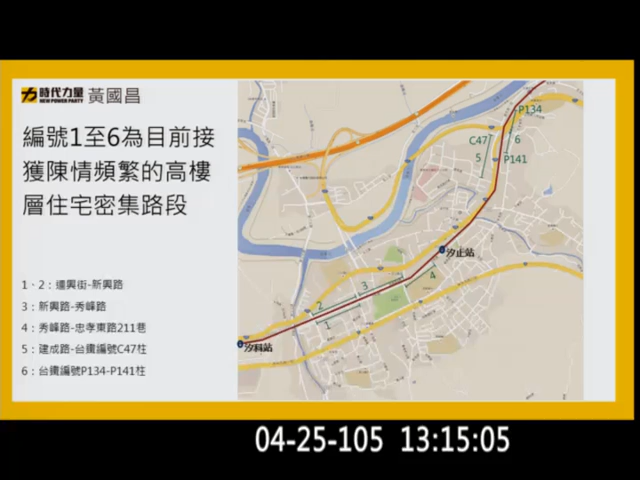 力 時代力量 黃國昌
NEW POWER PARTY
編號1至6為目前接
獲陳情頻繁的高樓
層住宅密集路段
1、2：連興街-新興路
3：新興路-秀峰路
4：秀峰路-忠孝東路211巷
5：建成路-台鐵編號C47柱
6：台鐵編號P134-P141柱
P134
C47
6
5
P141
汐止站
4
3
2
1
汐科站
04-25-105 13:15:05